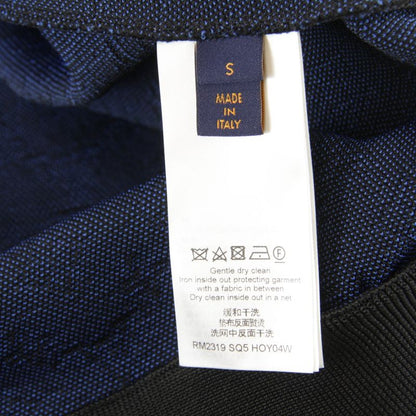 S
MADE
IN
ITALY
Gentle dry clean
Iron inside out protecting garment
with a fabric in between
Dry clean inside out in a net
缓和干洗
垫布反面熨烫
洗网中反面干洗
RM2319 SQ5 HOY04W